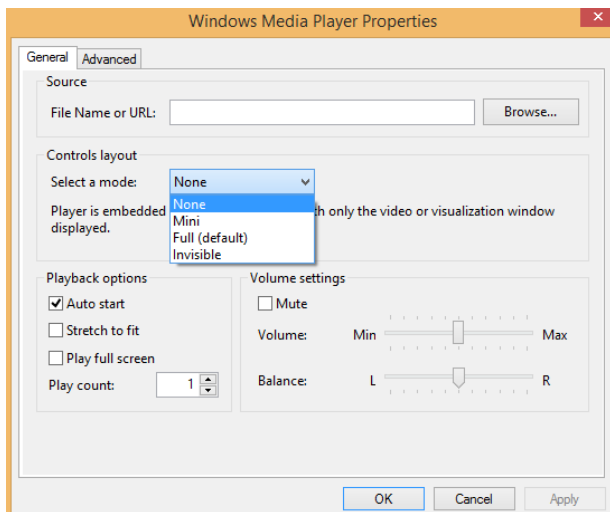 Windows Media Player Properties
General Advanced
Source
File Name or URL: Browse...
Controls layout
Select a mode: None
None
Mini
Full (default)
Invisible
Player is embedded only the video or visualization window
displayed.
Playback options
Auto start
Stretch to fit
Play full screen
Play count: 1
Volume settings
Mute
Volume: Min Max
Balance: L R
OK Cancel Apply